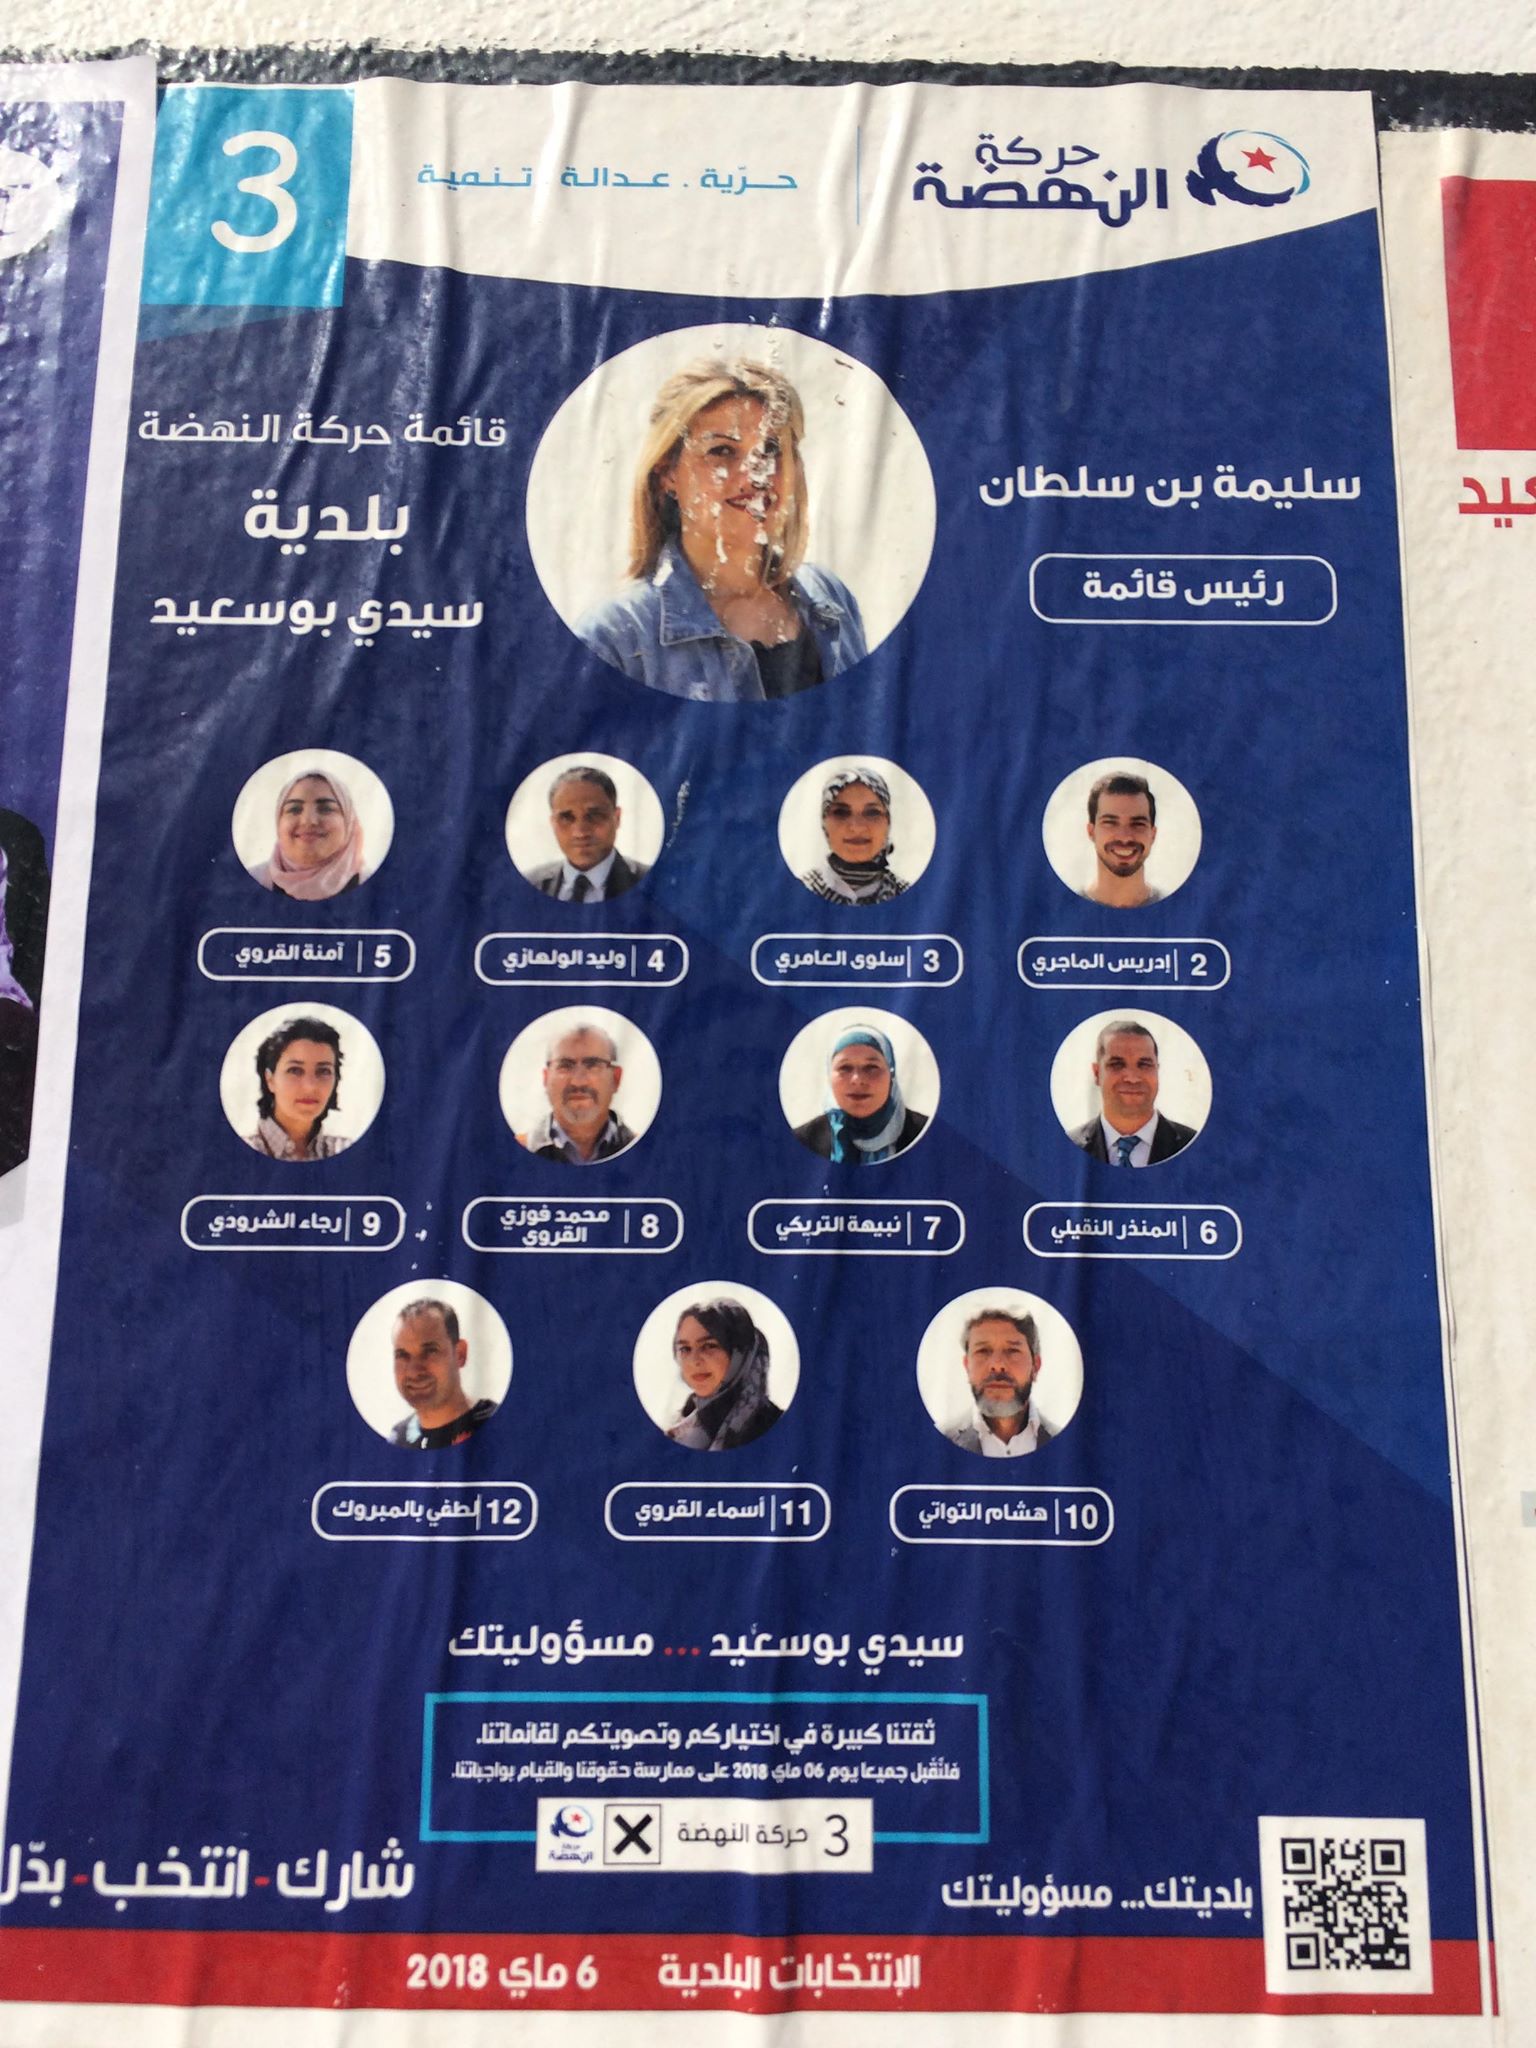 3
حرّية . عدالة . تنمية
حركة
النهضة
قائمة حركة النهضة
بلدية
سيدي بوسعيد
سليمة بن سلطان
رئيس قائمة
2 إدريس الماجري
3 سلوى العامري
4 وليد الولهازي
5 آمنة القروي
6 المنذر النقيلي
7 نبيهة التريكي
8 محمد فوزي
القروي
9 رجاء الشرودي
10 هشام التواتي
11 أسماء القروي
12 لطفي بالمبروك
سيدي بوسعيد ... مسؤوليتك
ثقتنا كبيرة في اختياركم وتصويتكم لقائماتنا.
فلنُقبل جميعا يوم 06 ماي 2018 على ممارسة حقوقنا والقيام بواجباتنا.
3 حركة النهضة
حركة
النهضة
بلديتك... مسؤوليتك
شارك - انتخب - بدّل
الإنتخابات البلدية 6 ماي 2018